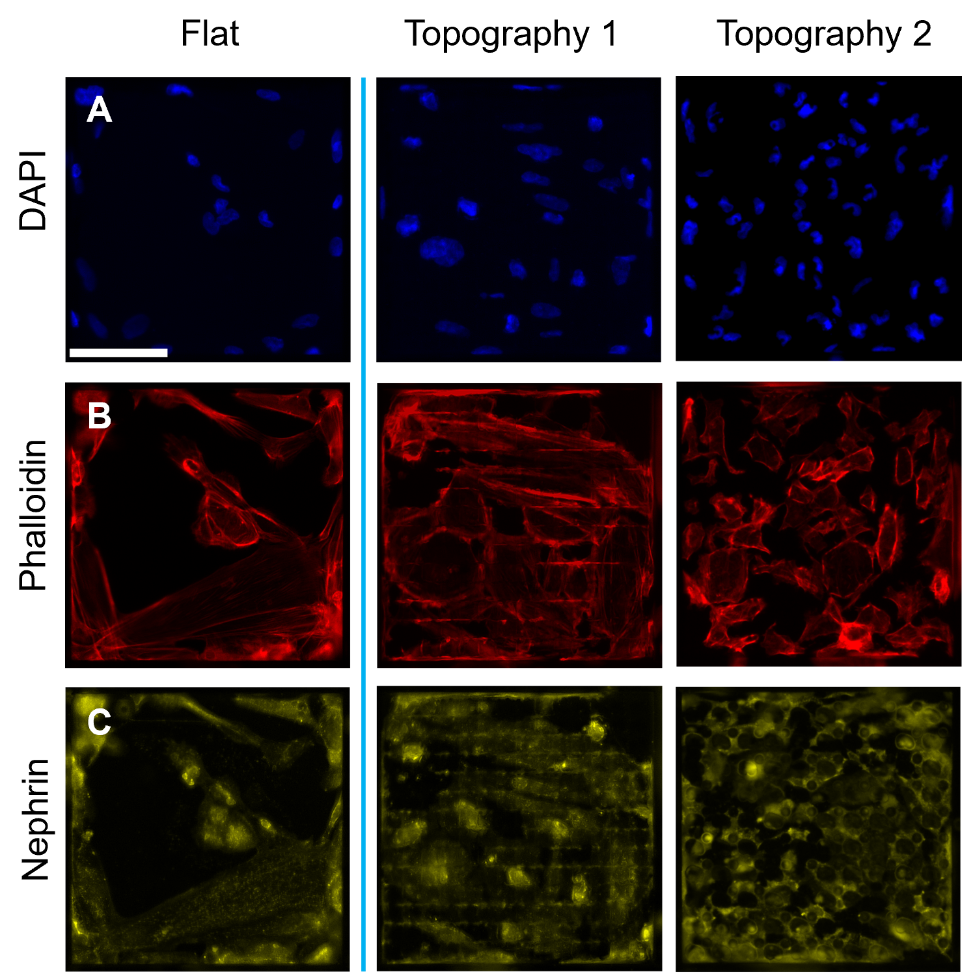 Flat
Topography 1
Topography 2
DAPI
A
Phalloidin
B
Nephrin
C